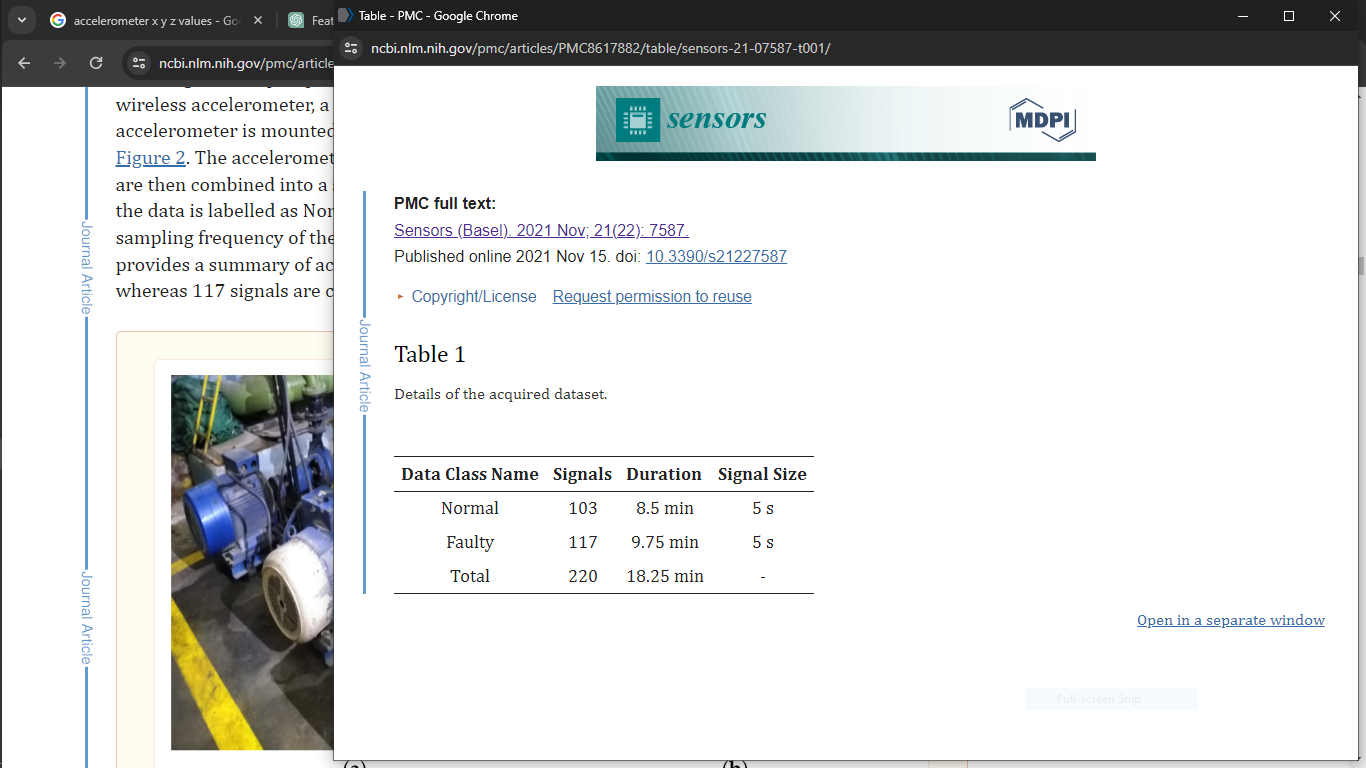 accelerometer x y z values - Go
Feat
Table - PMC - Google Chrome
ncbi.nlm.nih.gov/pmc/article
ncbi.nlm.nih.gov/pmc/articles/PMC8617882/table/sensors-21-07587-t001/
wireless accelerometer, a
accelerometer is mounted
Figure 2. The acceleromet
are then combined into a
the data is labelled as Nor
sampling frequency of the
provides a summary of ac
whereas 117 signals are c
Journal Article
Journal Article
sensors
MDPI
PMC full text:
Sensors (Basel). 2021 Nov; 21(22): 7587.
Published online 2021 Nov 15. doi: 10.3390/s21227587
Copyright/License Request permission to reuse
Journal Article
Table 1
Details of the acquired dataset.
Data Class Name Signals Duration Signal Size
Normal 103 8.5 min 5 s
Faulty 117 9.75 min 5 s
Total 220 18.25 min -
Open in a separate window
Full-screen Snip